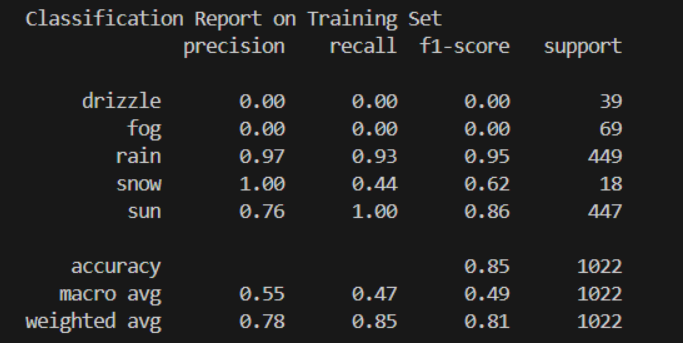 Classification Report on Training Set
precision recall f1-score support
drizzle 0.00 0.00 0.00 39
fog 0.00 0.00 0.00 69
rain 0.97 0.93 0.95 449
snow 1.00 0.44 0.62 18
sun 0.76 1.00 0.86 447
accuracy 0.85 1022
macro avg 0.55 0.47 0.49 1022
weighted avg 0.78 0.85 0.81 1022